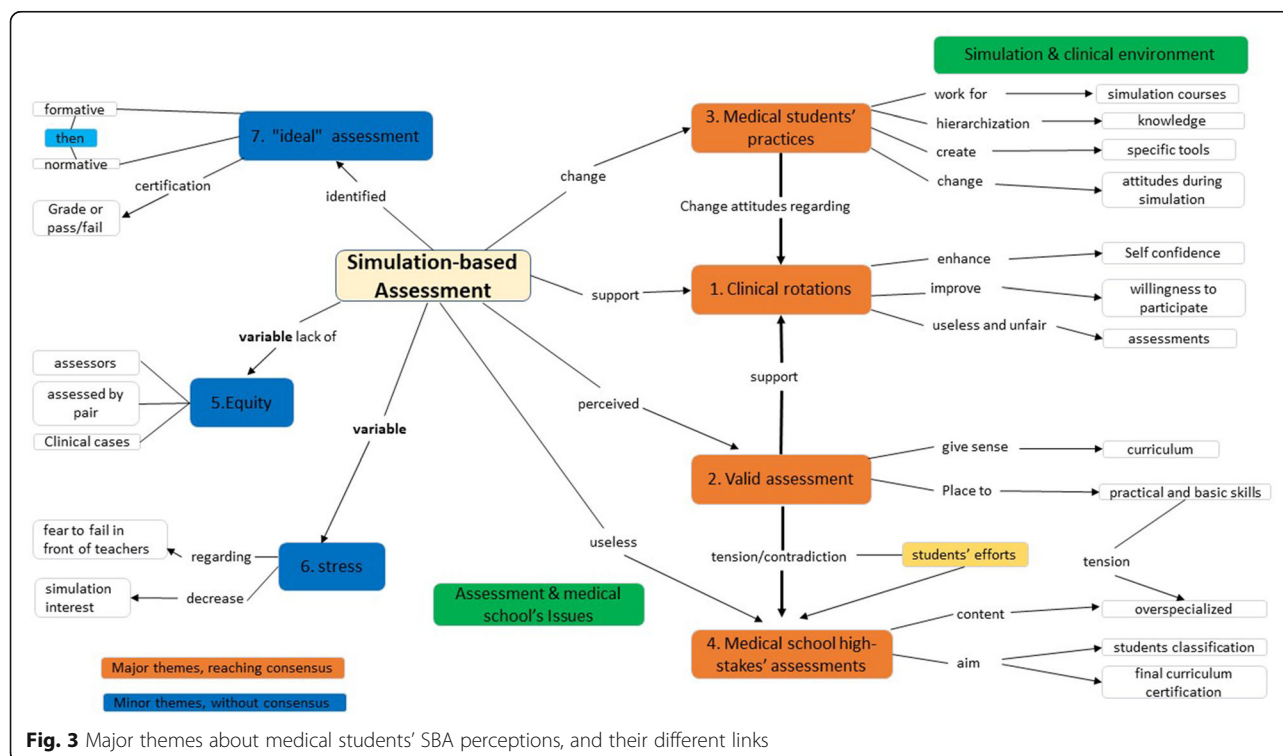 Simulation & clinical environment
formative
then
normative
7. "ideal" assessment
certification
Grade or
pass/fail
identified
change
3. Medical students'
practices
work for
simulation courses
hierarchization
knowledge
create
specific tools
change
attitudes during
simulation
Change attitudes regarding
Simulation-based
Assessment
support
1. Clinical rotations
enhance
Self confidence
improve
willingness to
participate
useless and unfair
assessments
variable lack of
assessors
assessed by
pair
Clinical cases
5.Equity
variable
perceived
support
2. Valid assessment
give sense
curriculum
Place to
practical and basic skills
fear to fail in
front of teachers
regarding
simulation
interest
decrease
6. stress
useless
tension/contradiction
students' efforts
tension
Assessment & medical
school's Issues
4. Medical school high-
stakes' assessments
content
overspecialized
aim
students classification
final curriculum
certification
Major themes, reaching consensus
Minor themes, without consensus
Fig. 3 Major themes about medical students' SBA perceptions, and their different links